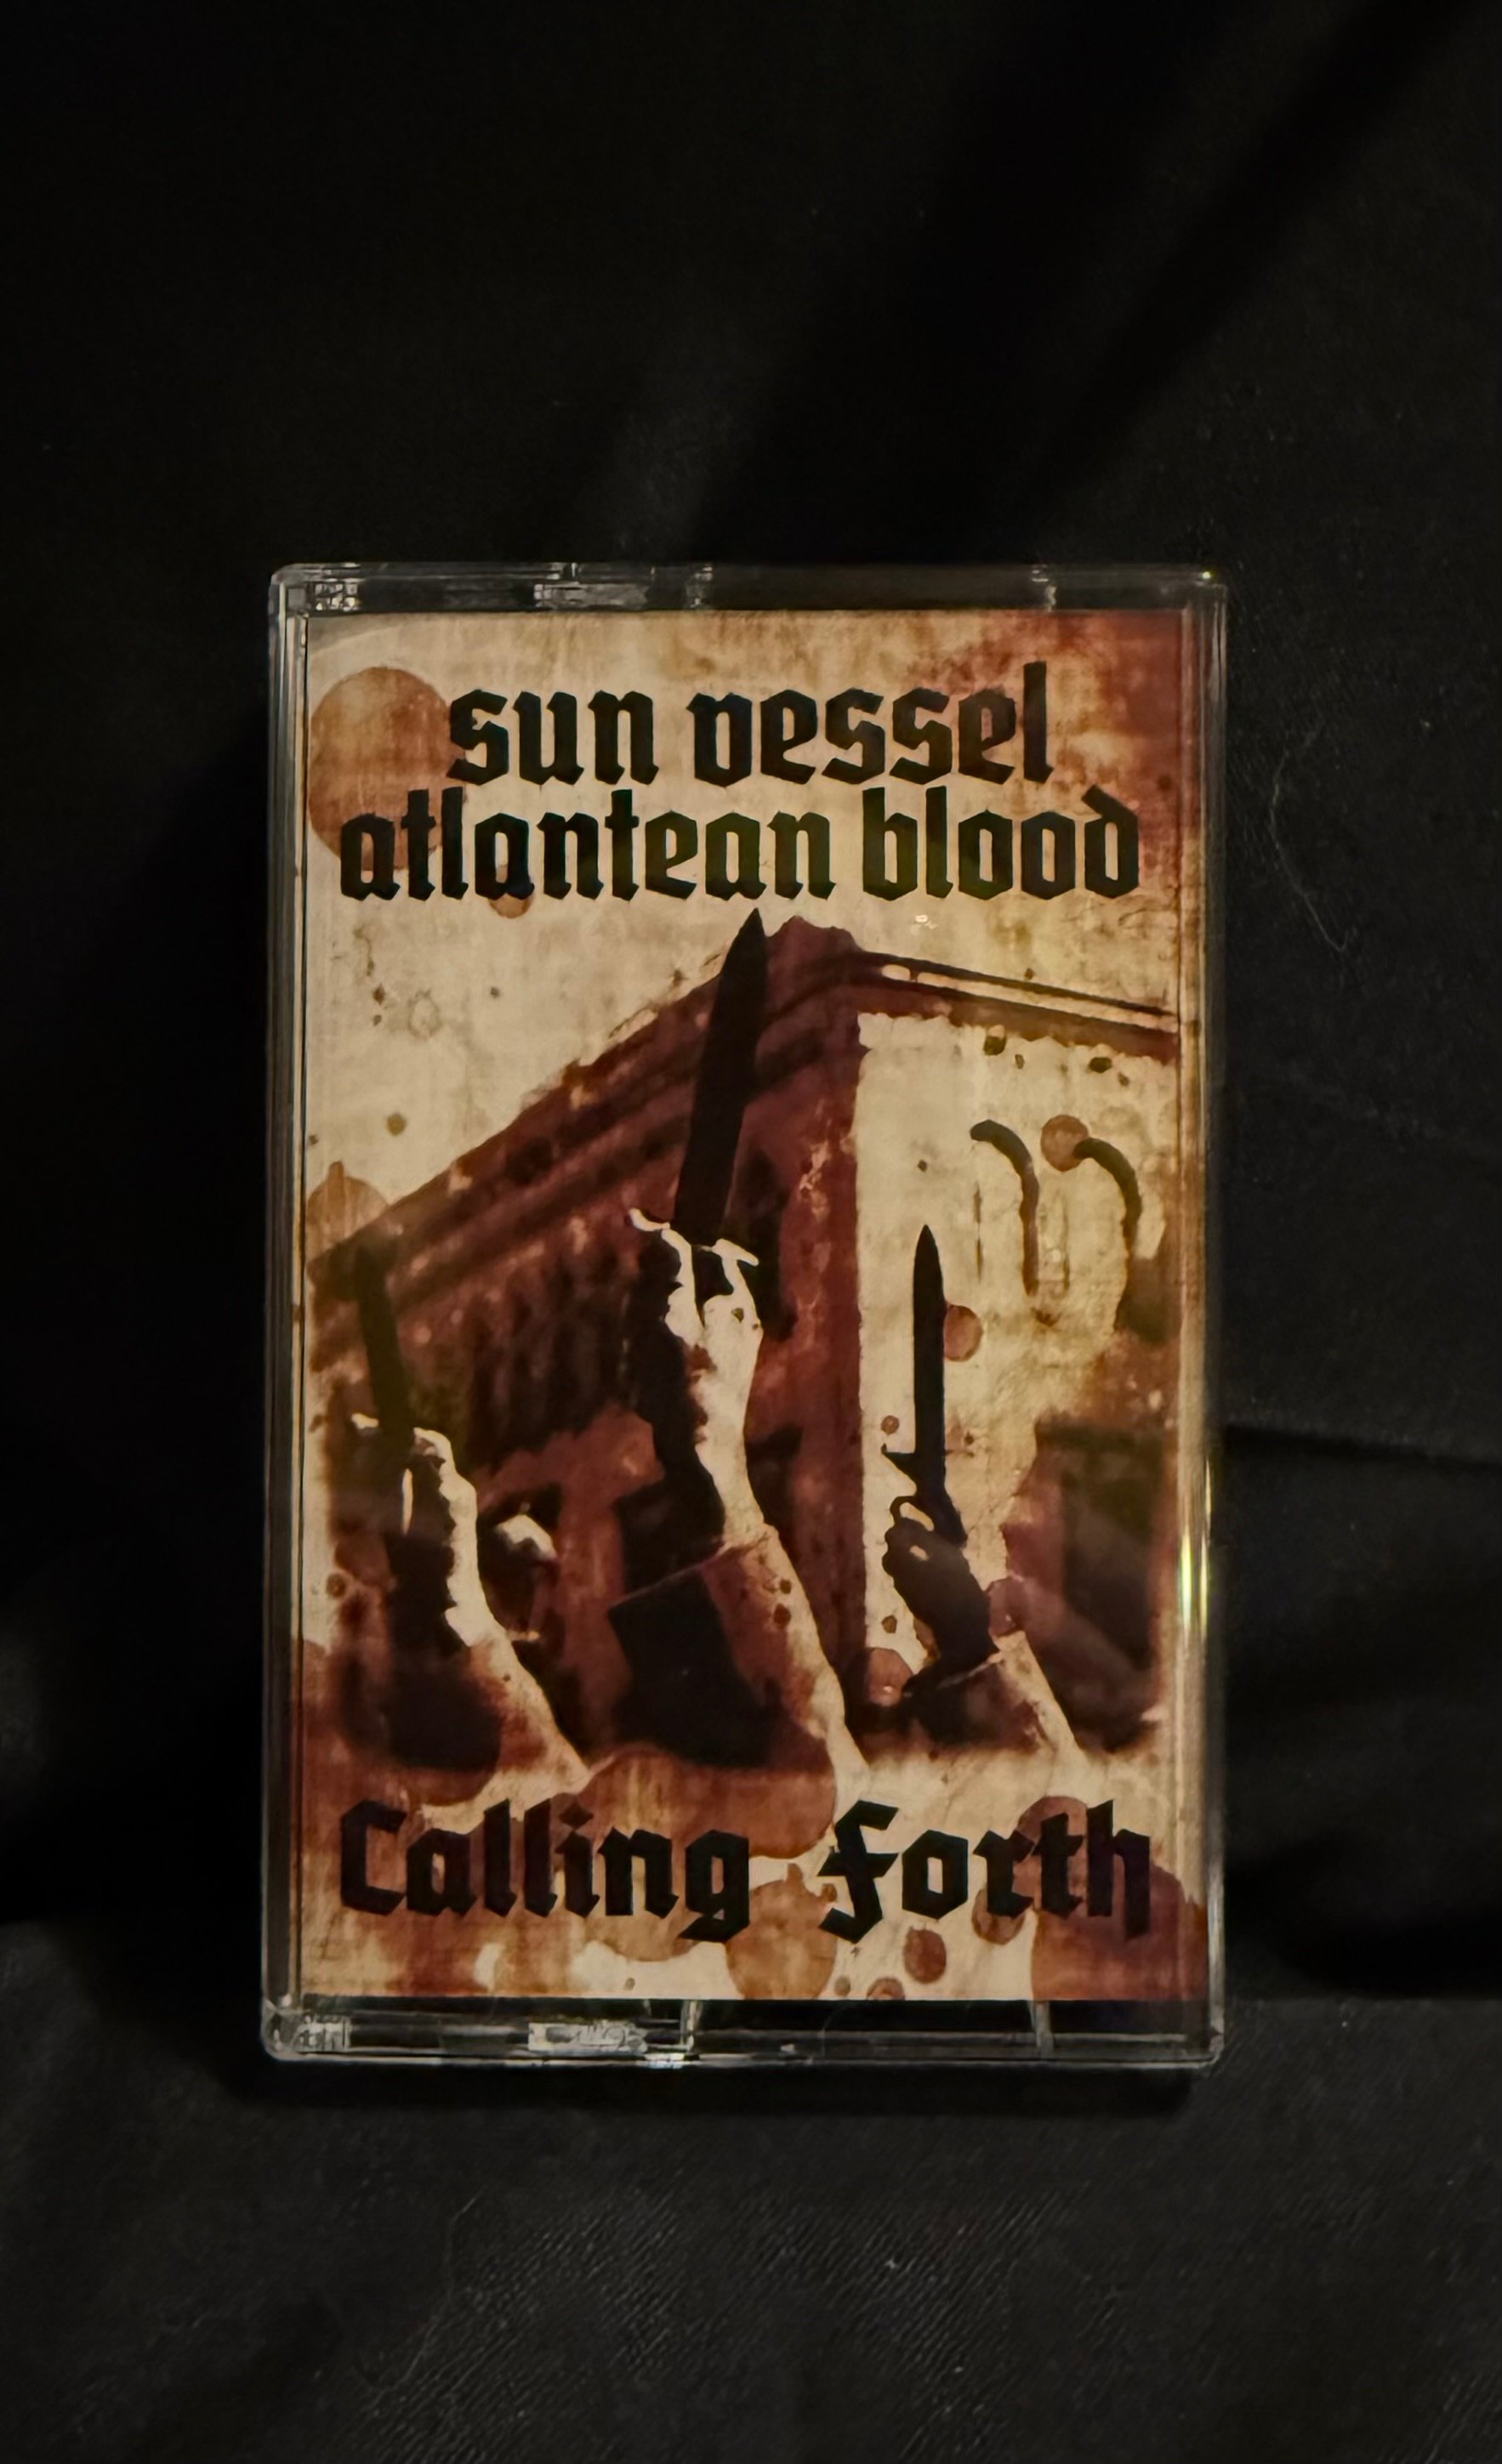 sun vessel
atlantean blood
Calling Forth